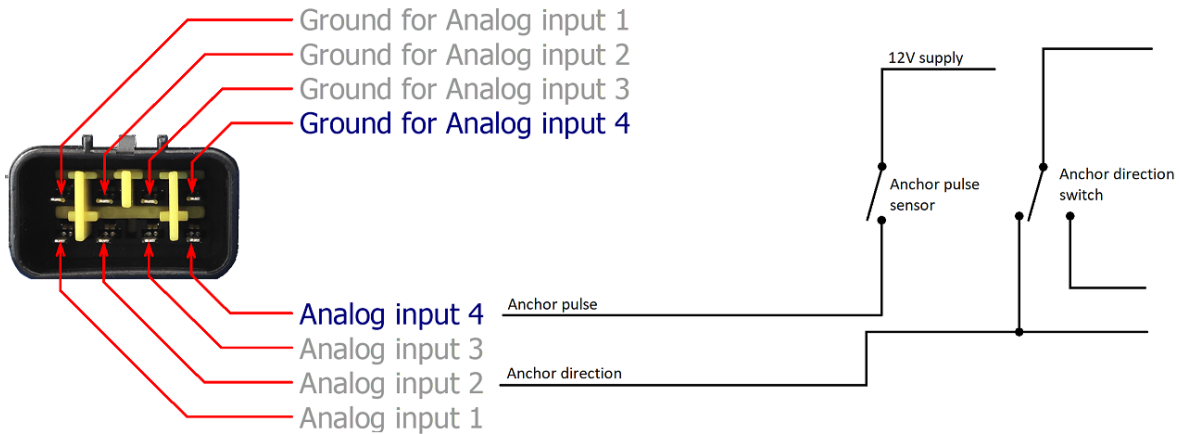 Ground for Analog input 1
Ground for Analog input 2
Ground for Analog input 3
Ground for Analog input 4
12V supply
Anchor pulse
sensor
Anchor direction
switch
Analog input 4
Anchor pulse
Analog input 3
Analog input 2
Anchor direction
Analog input 1